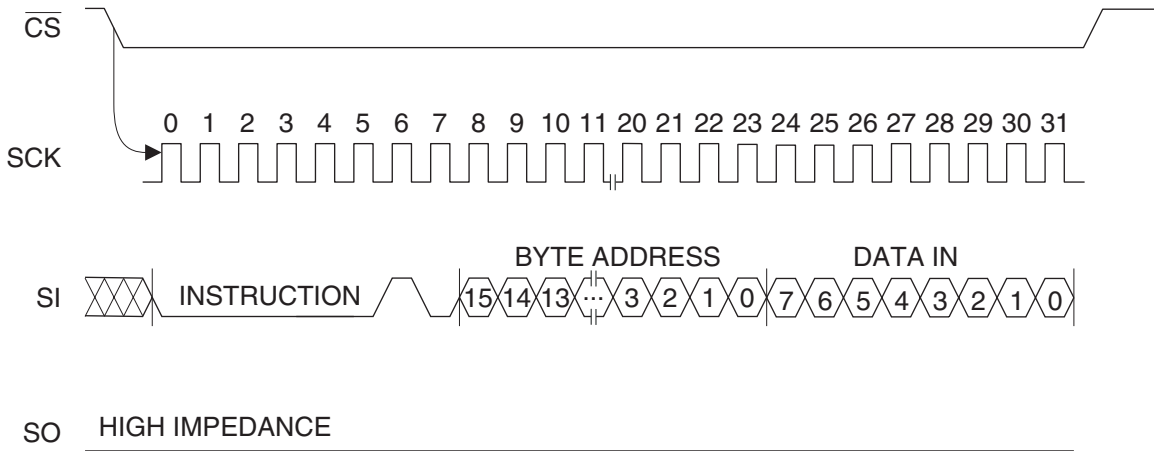 CS
0 1 2 3 4 5 6 7 8 9 10 11 20 21 22 23 24 25 26 27 28 29 30 31
SCK
BYTE ADDRESS DATA IN
SI INSTRUCTION 15 14 13 ... 3 2 1 0 7 6 5 4 3 2 1 0
SO HIGH IMPEDANCE